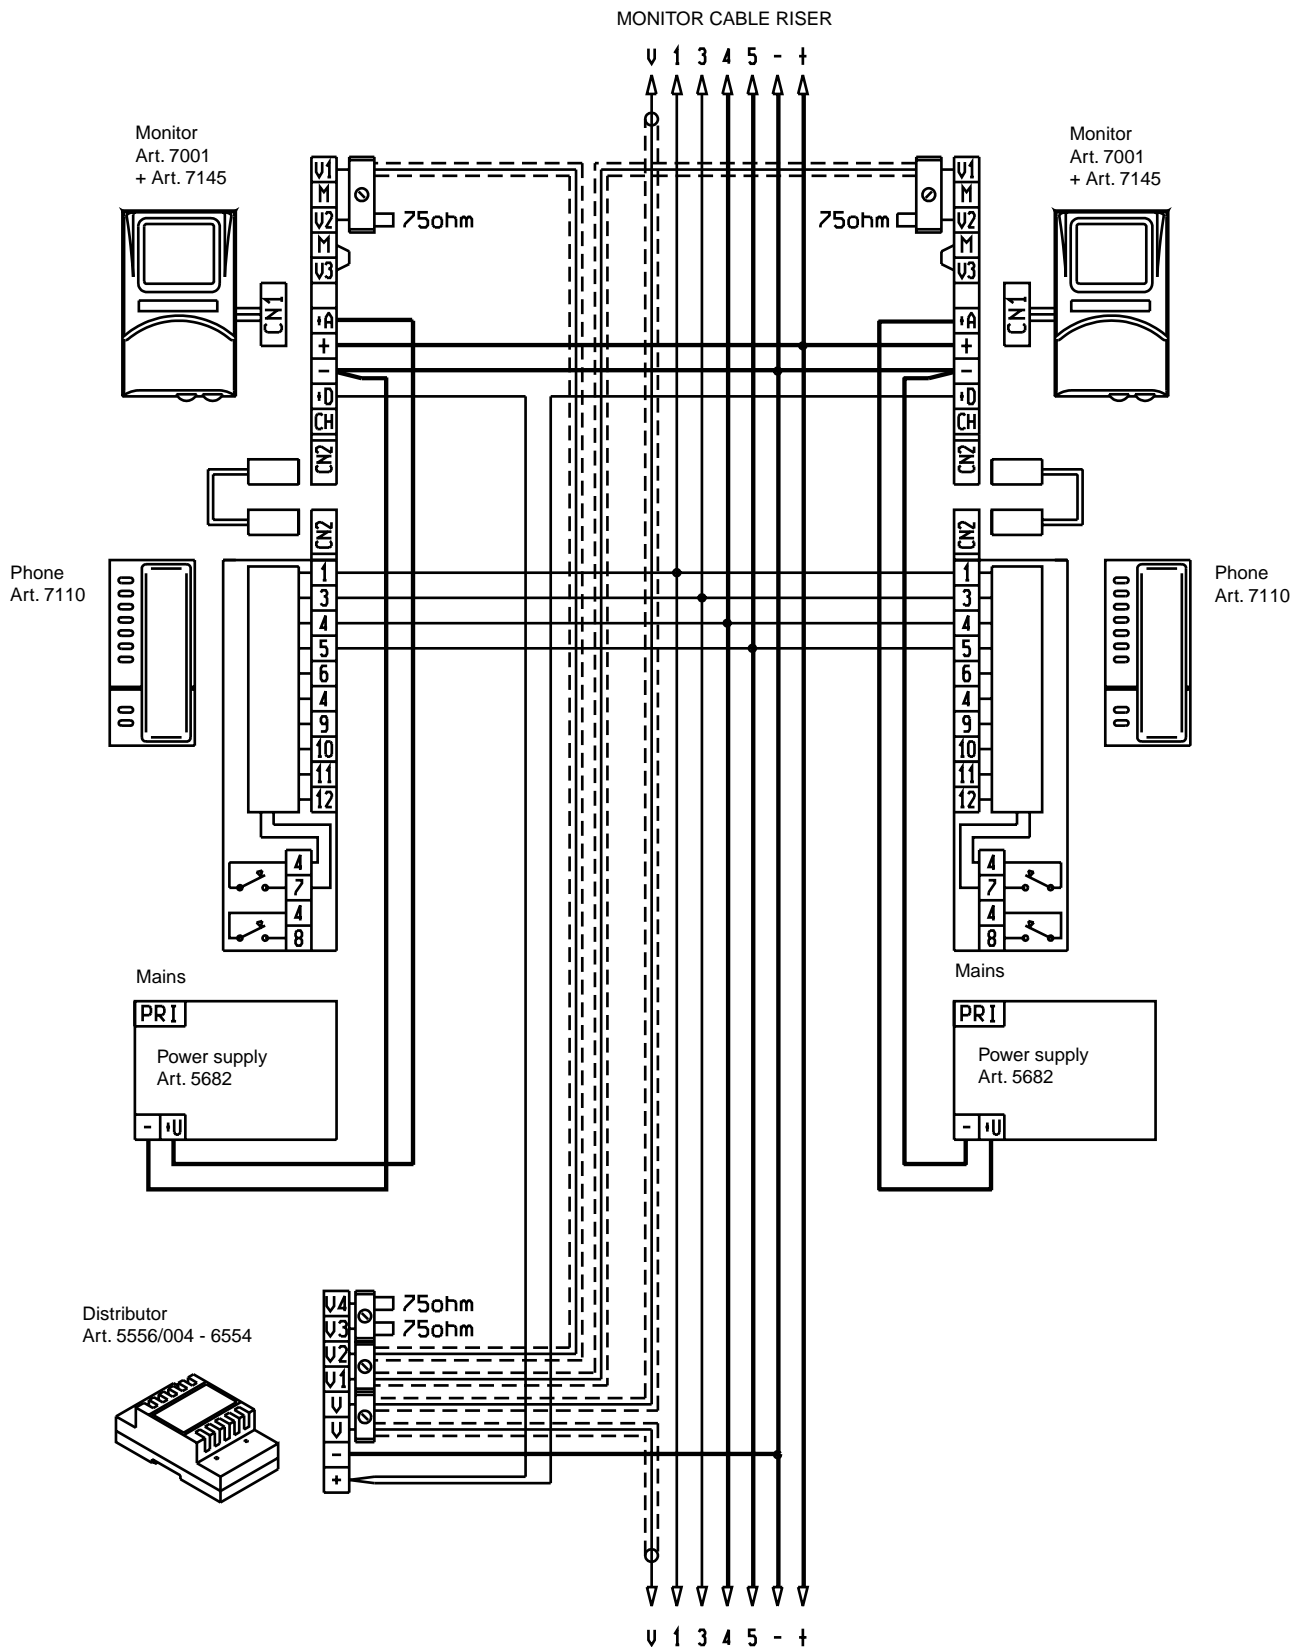 MONITOR CABLE RISER
V 1 3 4 5 - +
Monitor
Art. 7001
+ Art. 7145
V1
M
V2
M
V3
+A
+
-
+D
CH
CN2
75ohm
CN1
75ohm
V1
M
V2
M
V3
+A
+
-
+D
CH
CN2
CN1
Monitor
Art. 7001
+ Art. 7145
Phone
Art. 7110
CN2
1
3
4
5
6
4
9
10
11
12
4
7
4
8
CN2
1
3
4
5
6
4
9
10
11
12
4
7
4
8
Phone
Art. 7110
Mains
PRI
Power supply
Art. 5682
- +U
Mains
PRI
Power supply
Art. 5682
- +U
Distributor
Art. 5556/004 - 6554
V4 75ohm
V3 75ohm
V2
V1
V
V
-
+
V 1 3 4 5 - +